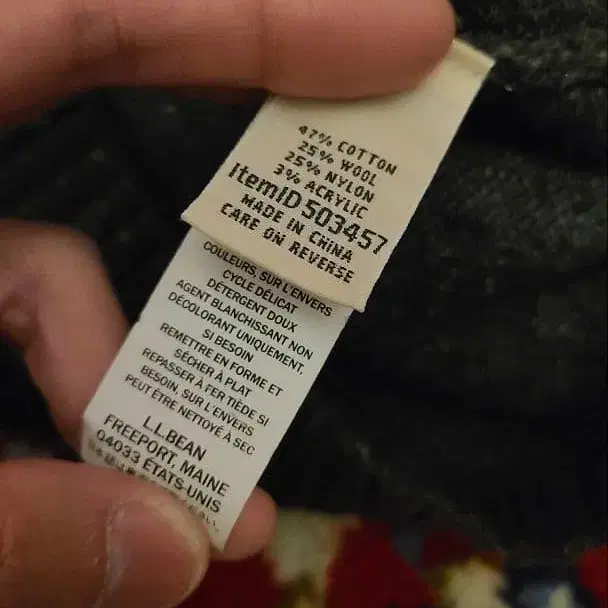 47% COTTON
25% WOOL
25% NYLON
3% ACRYLIC
ItemID 503457
MADE IN CHINA
CARE ON REVERSE
COULEURS, SUR L'ENVERS
CYCLE DÉLICAT
DÉTERGENT DOUX
AGENT BLANCHISSANT NON
DÉCOLORANT UNIQUEMENT,
SI BESOIN
REMETTRE EN FORME ET
SÉCHER À PLAT
REPASSER À FER TIÈDE SI
BESOIN, SUR L'ENVERS
PEUT ÊTRE NETTOYÉ À SEC
L.L.BEAN
FREEPORT, MAINE
04033 ÉTATS-UNIS